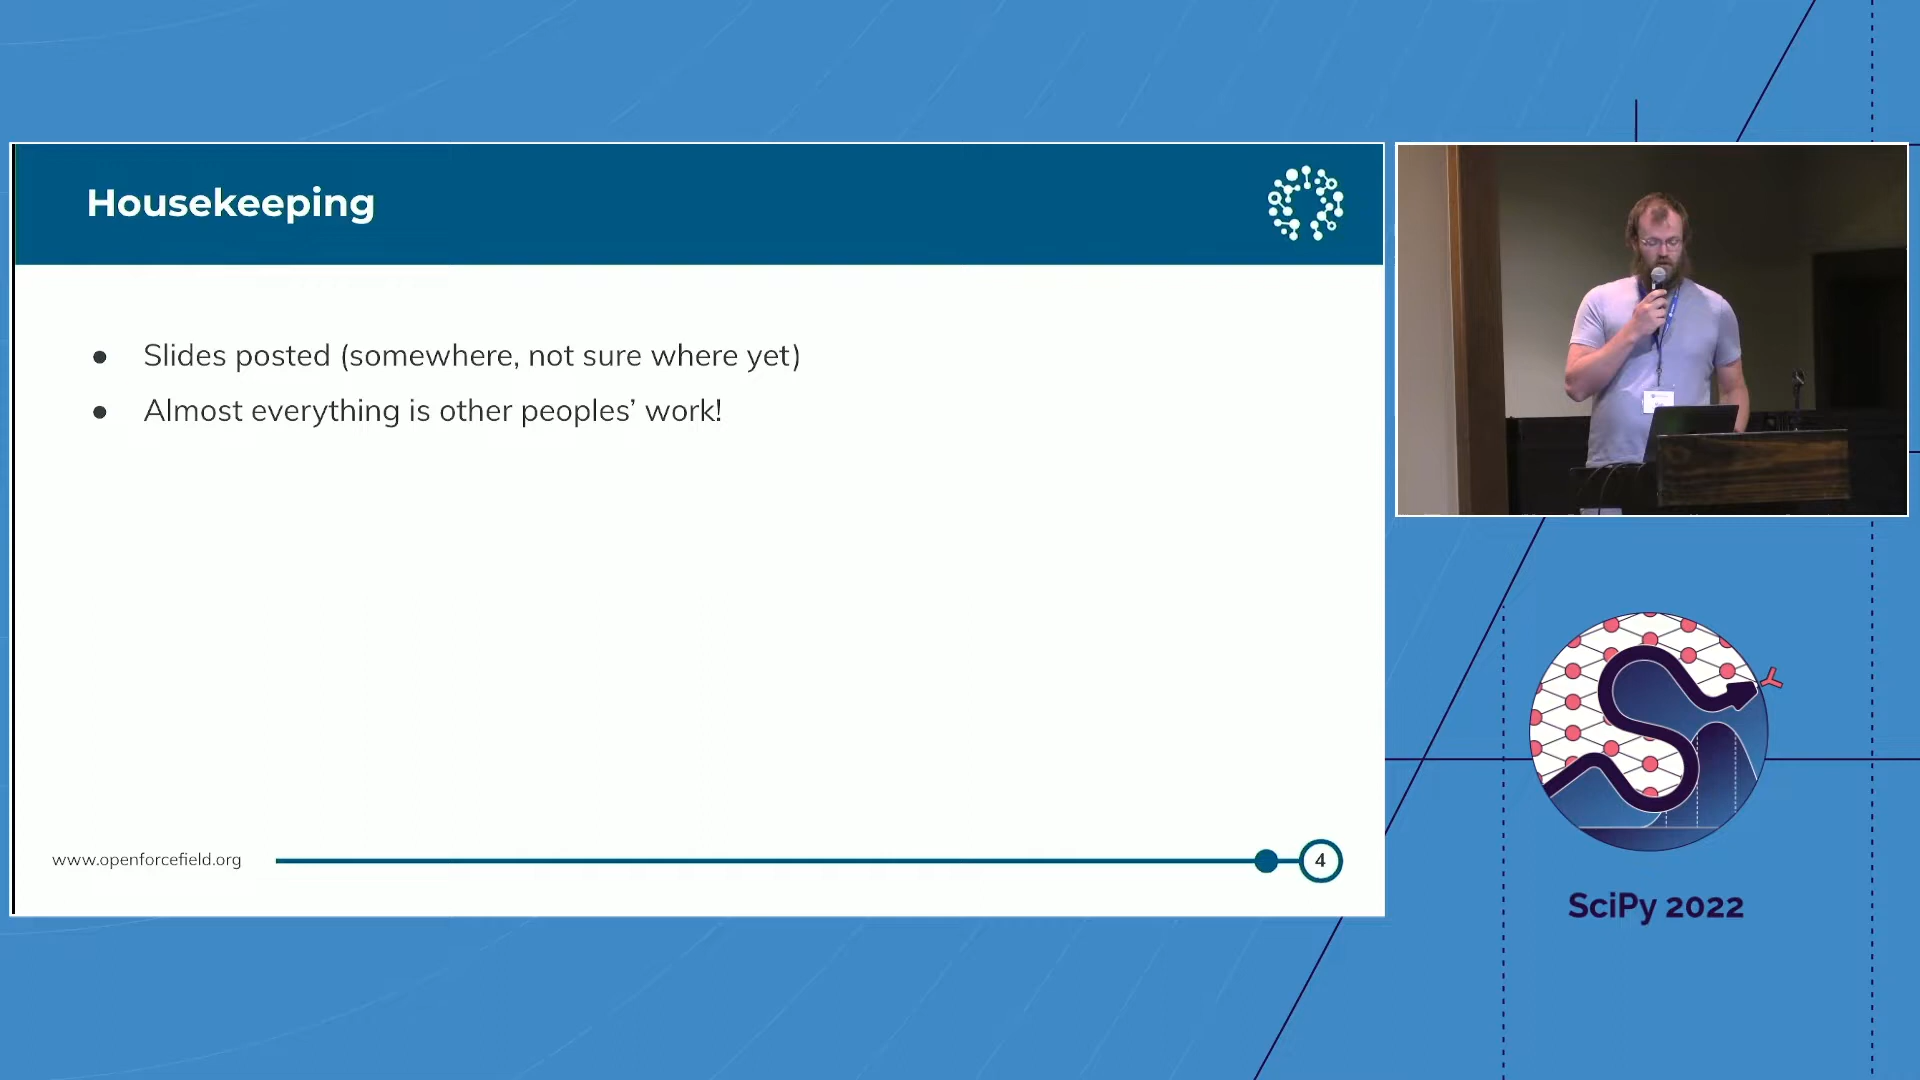 Housekeeping
● Slides posted (somewhere, not sure where yet)
● Almost everything is other peoples’ work!
www.openforcefield.org
4
SciPy 2022